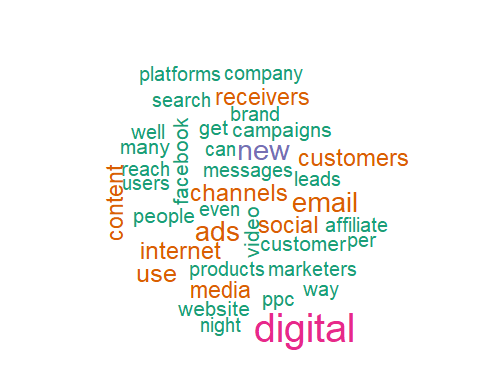 platforms company
search receivers
brand
well facebook get campaigns
many can new
customers
reach messages
users leads
content channels
email
people even
ads video social affiliate
customer per
internet
use products marketers
media ppc way
website
night digital